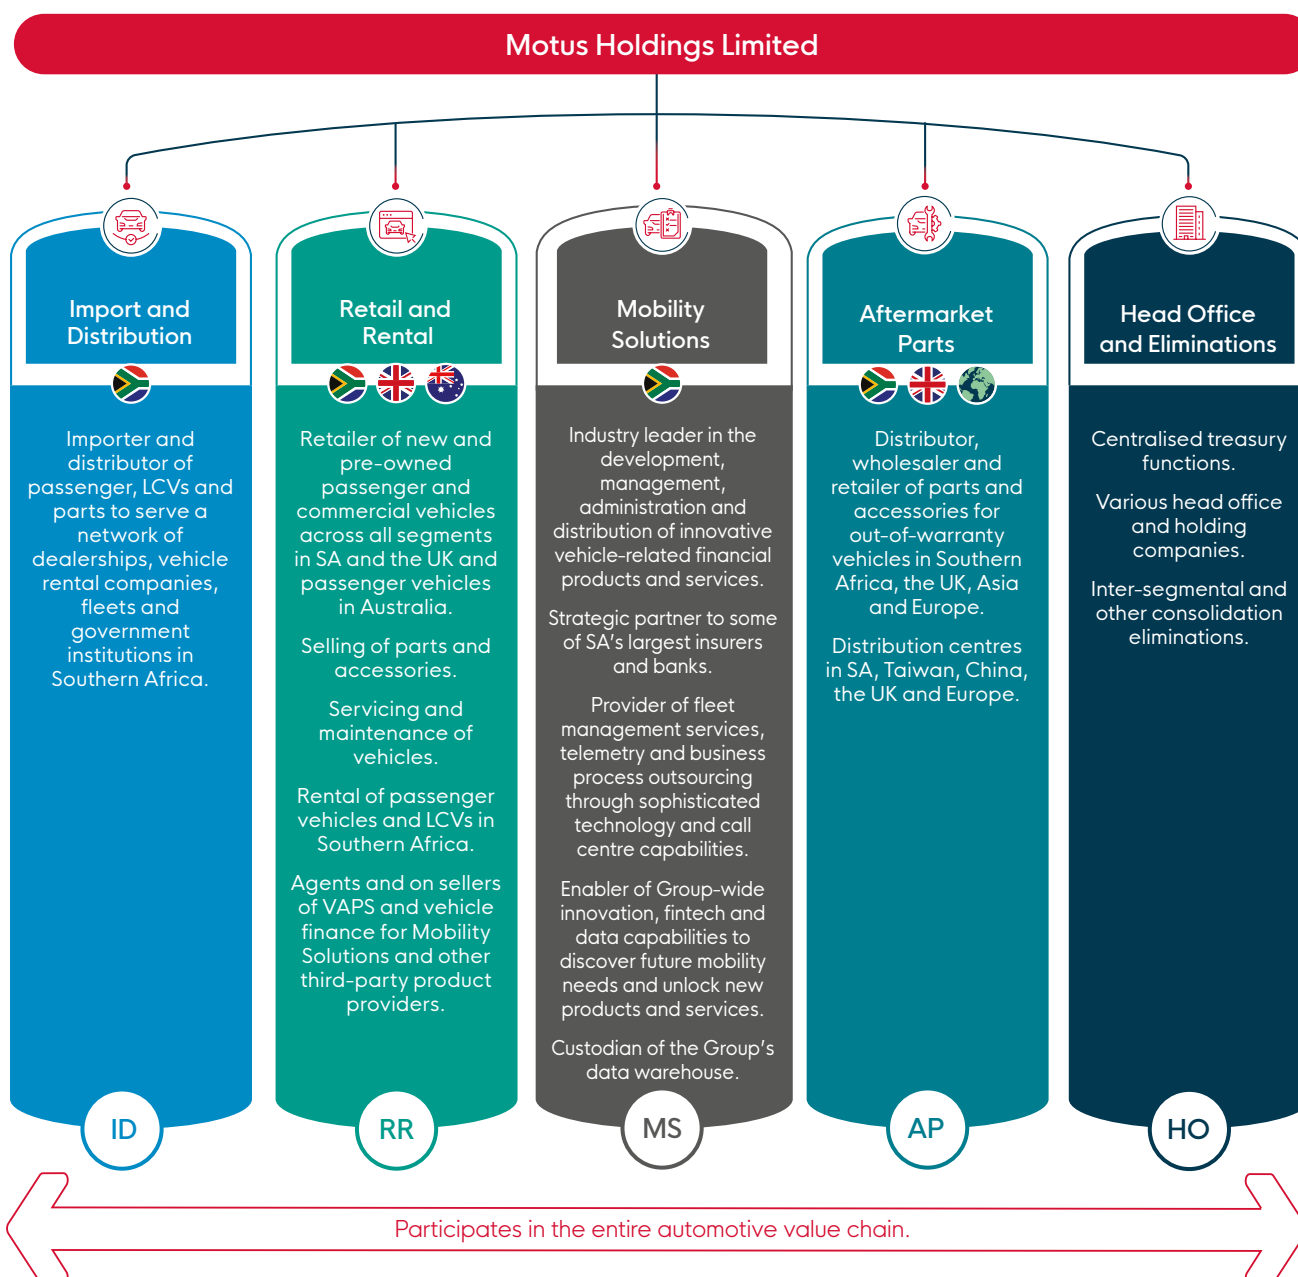 Motus Holdings Limited
Import and
Distribution
Importer and
distributor of
passenger, LCVs and
parts to serve a
network of
dealerships, vehicle
rental companies,
fleets and
government
institutions in
Southern Africa.
ID
Retail and
Rental
Retailer of new and
pre-owned
passenger and
commercial vehicles
across all segments
in SA and the UK and
passenger vehicles
in Australia.
Selling of parts and
accessories.
Servicing and
maintenance of
vehicles.
Rental of passenger
vehicles and LCVs in
Southern Africa.
Agents and on sellers
of VAPS and vehicle
finance for Mobility
Solutions and other
third-party product
providers.
RR
Mobility
Solutions
Industry leader in the
development,
management,
administration and
distribution of innovative
vehicle-related financial
products and services.
Strategic partner to some
of SA's largest insurers
and banks.
Provider of fleet
management services,
telemetry and business
process outsourcing
through sophisticated
technology and call
centre capabilities.
Enabler of Group-wide
innovation, fintech and
data capabilities to
discover future mobility
needs and unlock new
products and services.
Custodian of the Group's
data warehouse.
MS
Aftermarket
Parts
Distributor,
wholesaler and
retailer of parts and
accessories for
out-of-warranty
vehicles in Southern
Africa, the UK, Asia
and Europe.
Distribution centres
in SA, Taiwan, China,
the UK and Europe.
AP
Head Office
and Eliminations
Centralised treasury
functions.
Various head office
and holding
companies.
Inter-segmental and
other consolidation
eliminations.
HO
Participates in the entire automotive value chain.